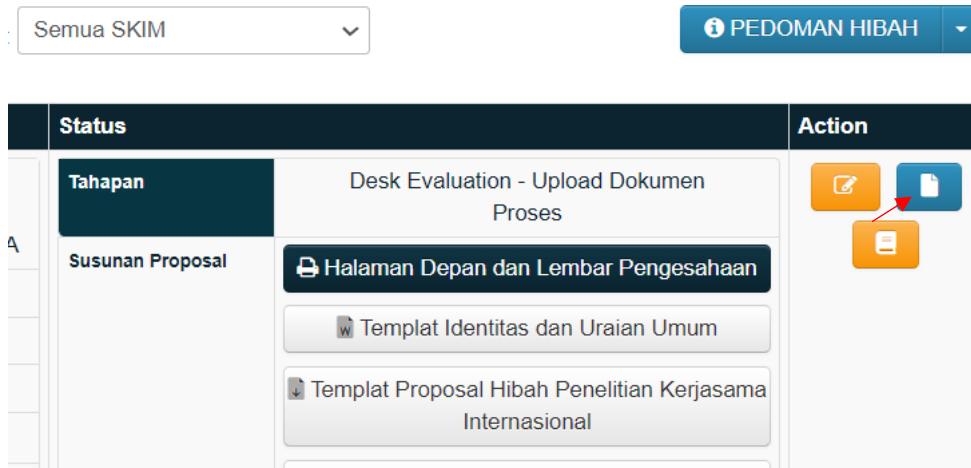 Semua SKIM
PEDOMAN HIBAH
Status
Action
Tahapan
Desk Evaluation - Upload Dokumen
Proses
A
Susunan Proposal
Halaman Depan dan Lembar Pengesahaan
W
Templat Identitas dan Uraian Umum
Templat Proposal Hibah Penelitian Kerjasama
Internasional